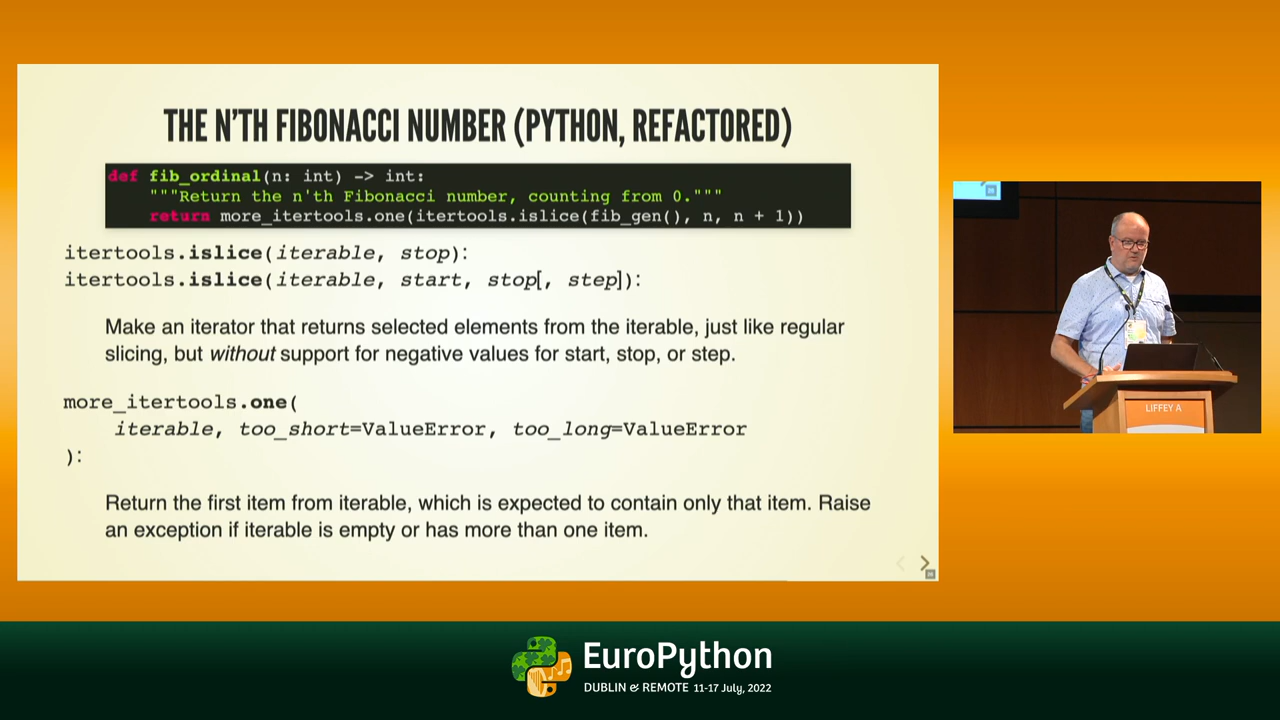 THE N'TH FIBONACCI NUMBER (PYTHON, REFACTORED)
def fib_ordinal(n: int) -> int:
"""Return the n'th Fibonacci number, counting from 0."""
return more_itertools.one(itertools.islice(fib_gen(), n, n + 1))
itertools.islice(iterable, stop):
itertools.islice(iterable, start, stop[, step]):
Make an iterator that returns selected elements from the iterable, just like regular
slicing, but without support for negative values for start, stop, or step.
more_itertools.one(
iterable, too_short=ValueError, too_long=ValueError
):
Return the first item from iterable, which is expected to contain only that item. Raise
an exception if iterable is empty or has more than one item.
LIFFEY A
EuroPython
DUBLIN & REMOTE 11-17 July, 2022